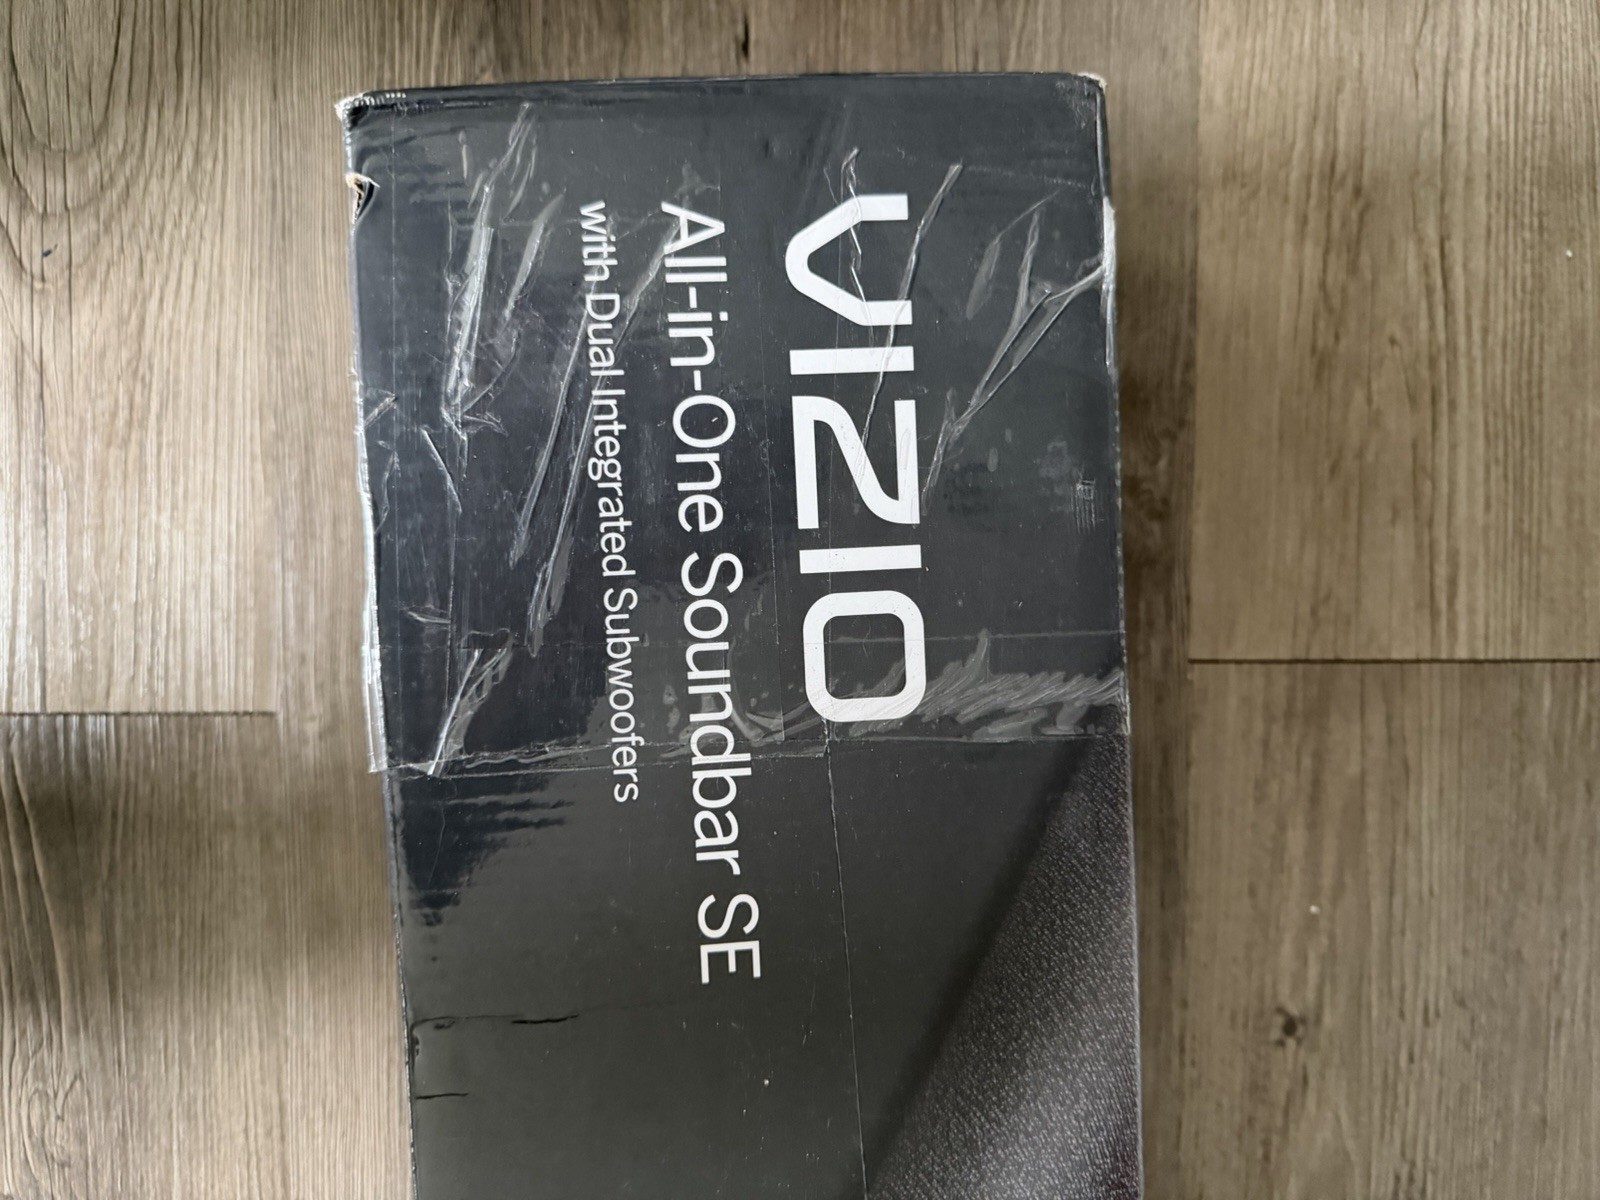 VIZIO
All-in-One Soundbar SE
with Dual Integrated Subwoofers